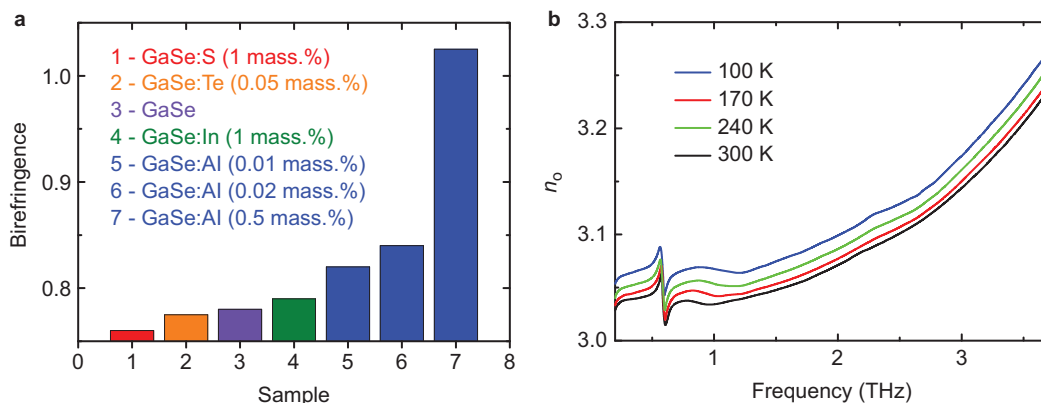 a
1.0
0.9
0.8
Birefringence
1 - GaSe:S (1 mass.%)
2 - GaSe:Te (0.05 mass.%)
3 - GaSe
4 - GaSe:In (1 mass.%)
5 - GaSe:Al (0.01 mass.%)
6 - GaSe:Al (0.02 mass.%)
7 - GaSe:Al (0.5 mass.%)
0 1 2 3 4 5 6 7 8
Sample
b
3.3
3.2
3.1
3.0
nₒ
100 K
170 K
240 K
300 K
1 2 3
Frequency (THz)